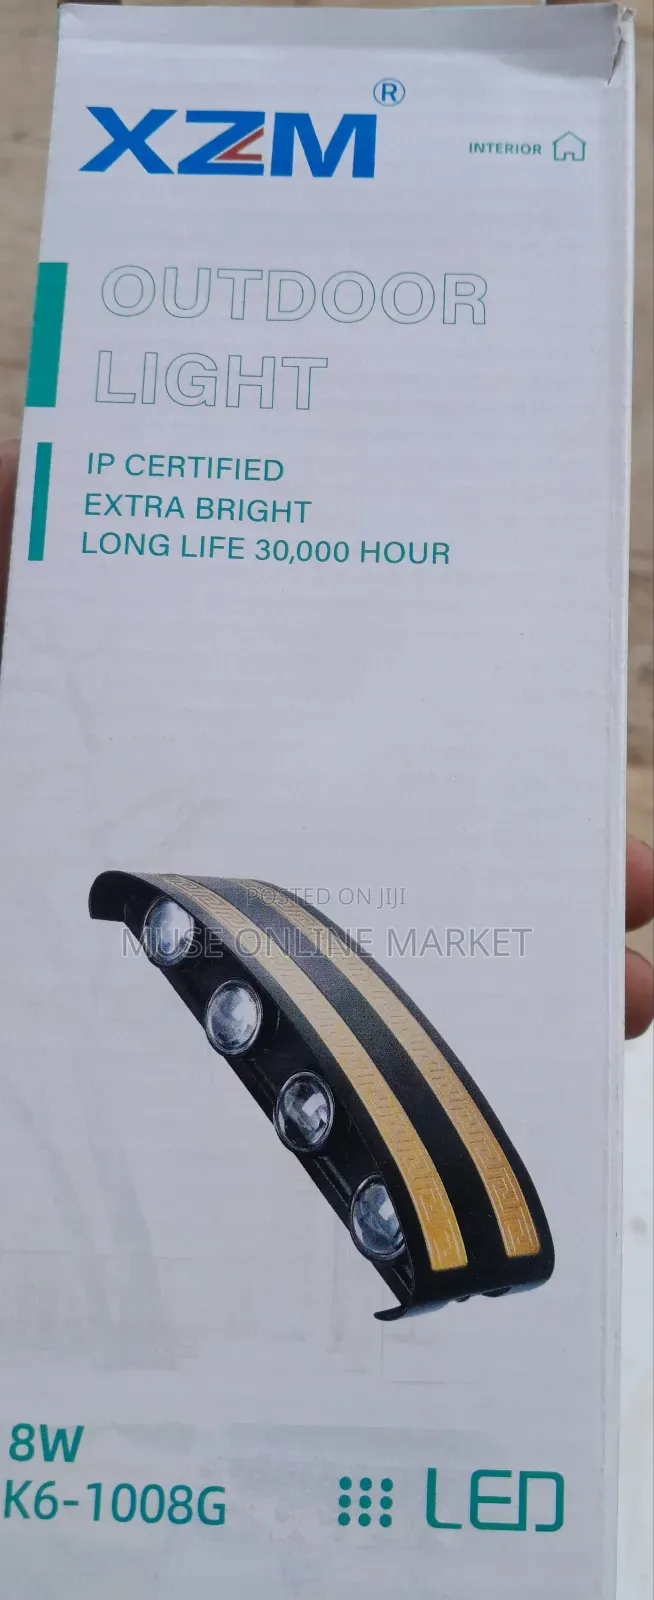 XZM®
INTERIOR
OUTDOOR
LIGHT
IP CERTIFIED
EXTRA BRIGHT
LONG LIFE 30,000 HOUR
POSTED ON JIJI
MUSE ONLINE MARKET
8W
K6-1008G
LED